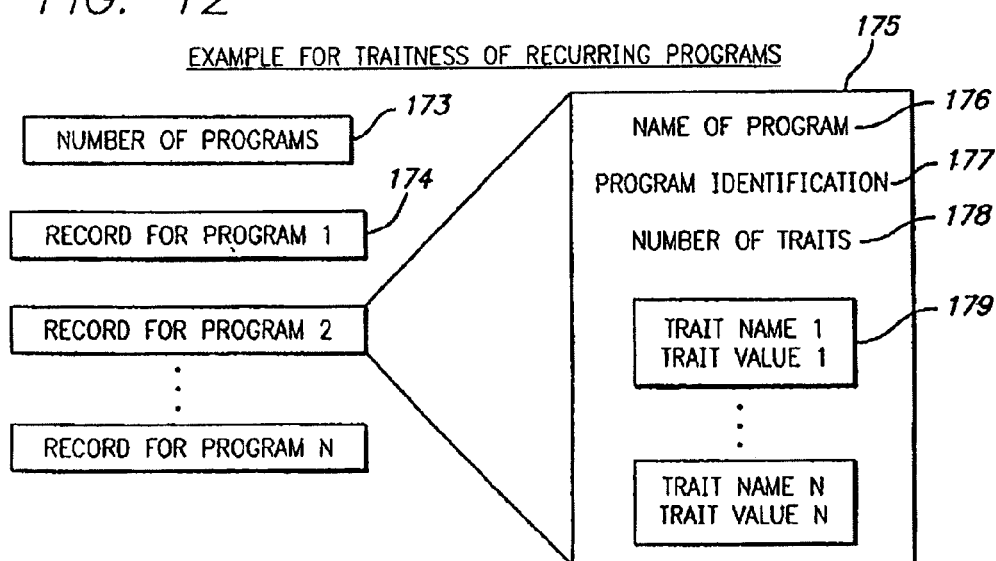 FIG. 12
EXAMPLE FOR TRAITNESS OF RECURRING PROGRAMS
173
NUMBER OF PROGRAMS
174
RECORD FOR PROGRAM 1
RECORD FOR PROGRAM 2
RECORD FOR PROGRAM N
175
NAME OF PROGRAM 176
PROGRAM IDENTIFICATION 177
NUMBER OF TRAITS 178
179
TRAIT NAME 1
TRAIT VALUE 1
TRAIT NAME N
TRAIT VALUE N